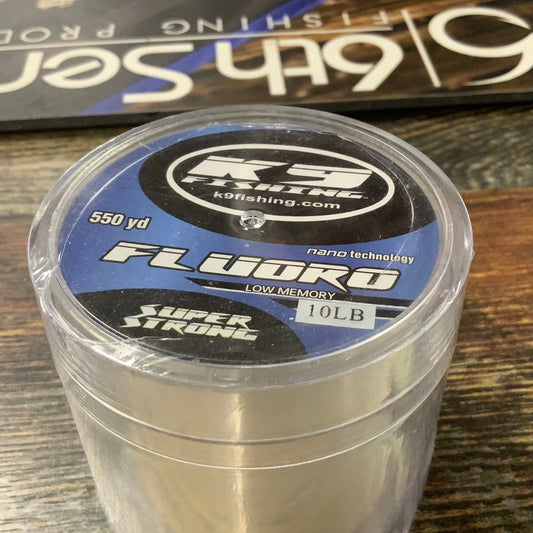 6th Sen
FISHING PROD
K9
FISHING
k9fishing.com
550 yd
nano technology
FLUORO
LOW MEMORY
10LB
SUPER
STRONG